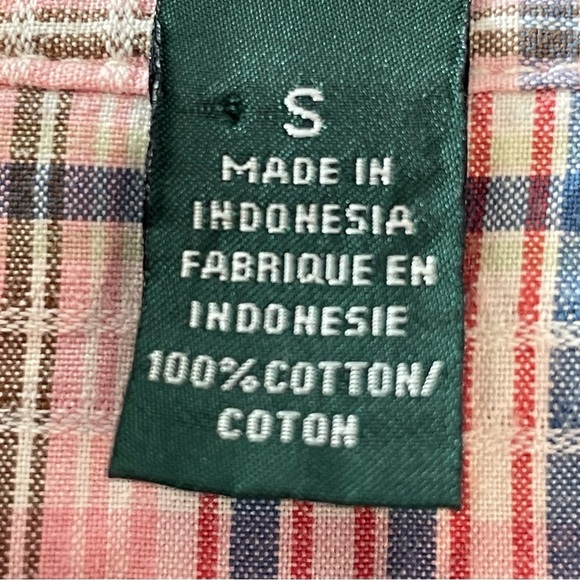 S
MADE IN
INDONESIA
FABRIQUE EN
INDONESIE
100% COTTON/
COTON